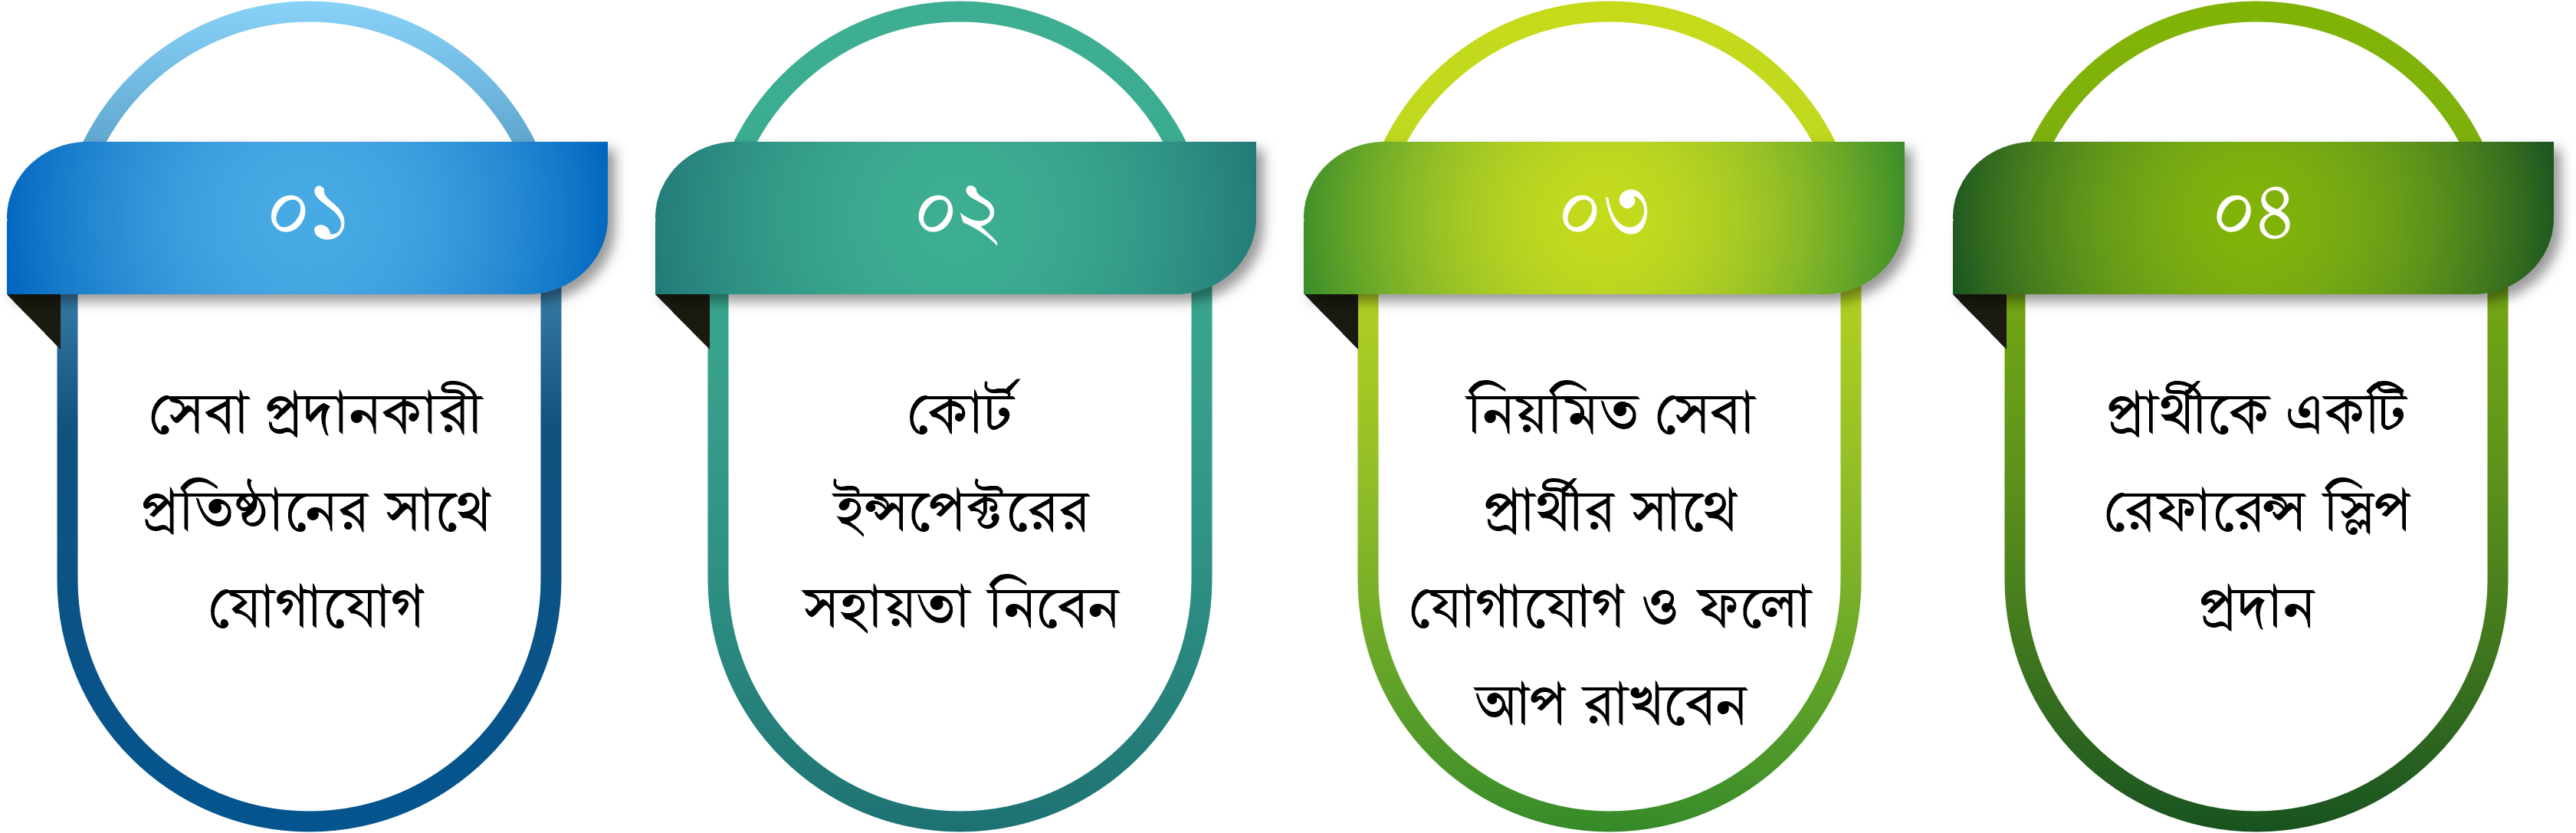 ০১
সেবা প্রদানকারী
প্রতিষ্ঠানের সাথে
যোগাযোগ
০২
কোর্ট
ইন্সপেক্টরের
সহায়তা নিবেন
০৩
নিয়মিত সেবা
প্রার্থীর সাথে
যোগাযোগ ও ফলো
আপ রাখবেন
০৪
প্রার্থীকে একটি
রেফারেন্স স্লিপ
প্রদান